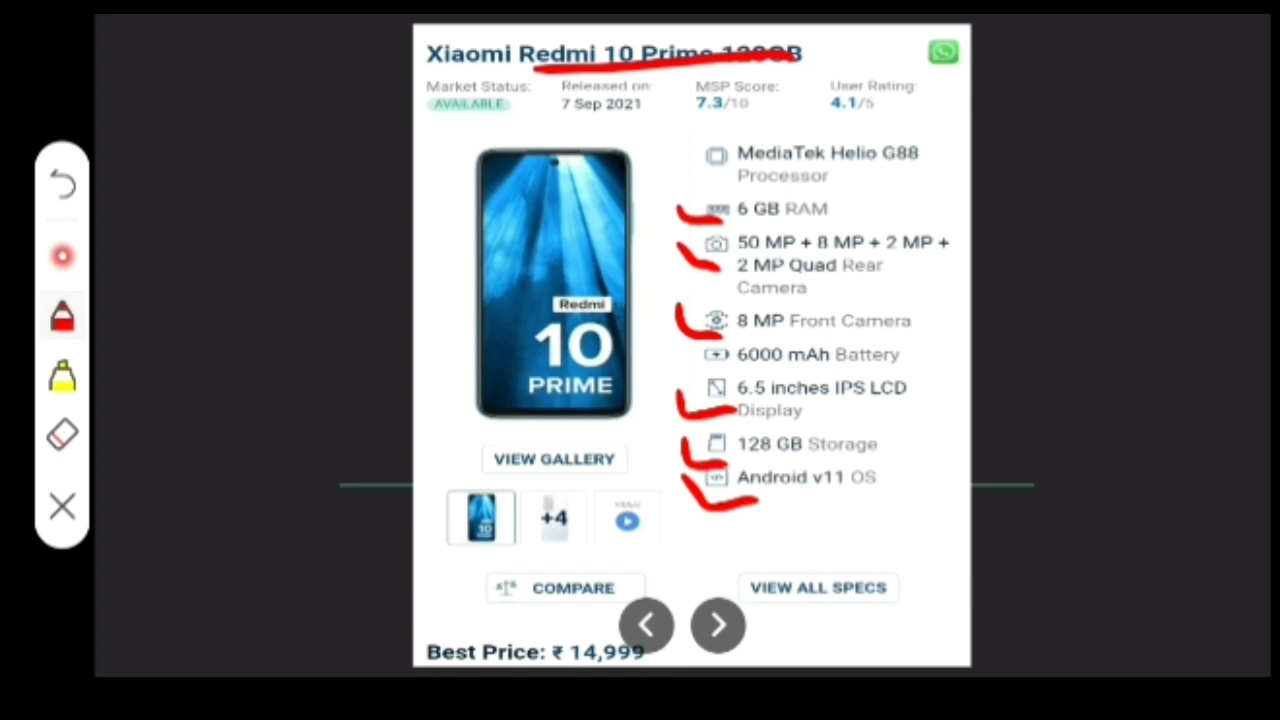 Xiaomi Redmi 10 Prime 128GB
Market Status: Released on: MSP Score: User Rating:
AVAILABLE 7 Sep 2021 7.3/10 4.1/5
MediaTek Helio G88
Processor
6 GB RAM
50 MP + 8 MP + 2 MP +
2 MP Quad Rear
Camera
8 MP Front Camera
6000 mAh Battery
6.5 inches IPS LCD
Display
128 GB Storage
Android v11 OS
Redmi
10
PRIME
VIEW GALLERY
+4
VIDEO
COMPARE
VIEW ALL SPECS
Best Price: ₹ 14,999